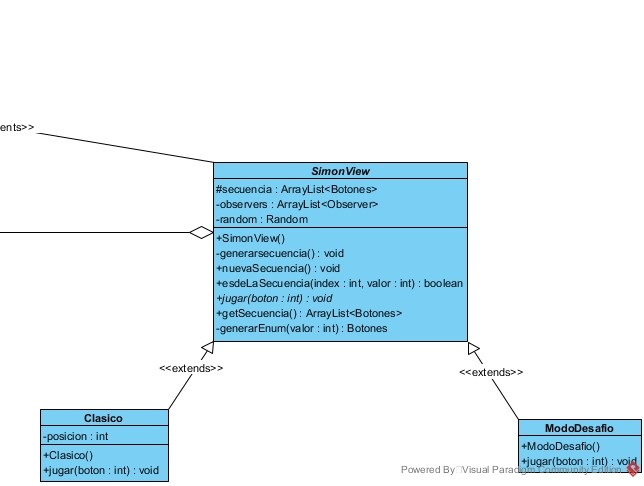 ents>>
SimonView
#secuencia : ArrayList<Botones>
-observers : ArrayList<Observer>
-random : Random
+SimonView()
-generarsecuencia() : void
+nuevaSecuencia() : void
+esdeLaSecuencia(index : int, valor : int) : boolean
+jugar(boton : int) : void
+getSecuencia() : ArrayList<Botones>
-generarEnum(valor : int) : Botones
<<extends>>
<<extends>>
Clasico
-posicion : int
+Clasico()
+jugar(boton : int) : void
ModoDesafio
+ModoDesafio()
+jugar(boton : int) : void
Powered By Visual Paradigm Community Edition